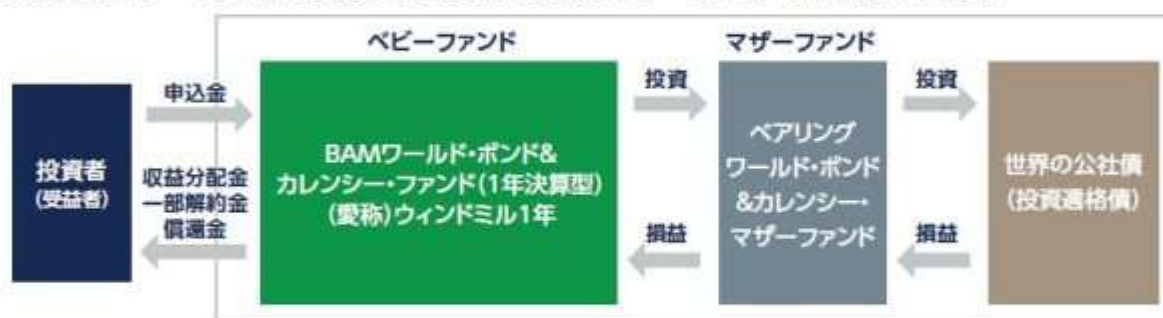 ベビーファンド
マザーファンド
投資者
(受益者)
申込金
収益分配金
一部解約金
償還金
BAMワールド・ボンド&
カレンシー・ファンド(1年決算型)
(愛称)ウィンドミル1年
投資
損益
ベアリング
ワールド・ボンド
&カレンシー・
マザーファンド
投資
損益
世界の公社債
(投資適格債)